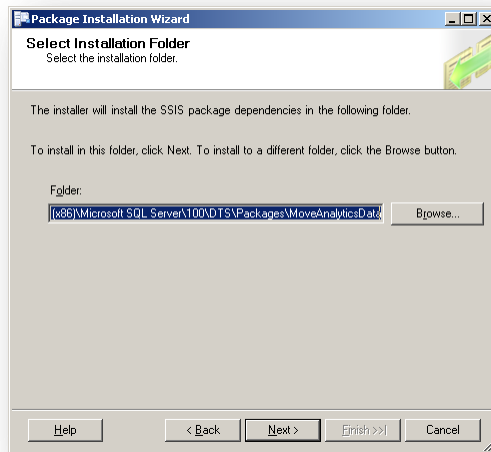 Package Installation Wizard
Select Installation Folder
Select the installation folder.
The installer will install the SSIS package dependencies in the following folder.
To install in this folder, click Next. To install to a different folder, click the Browse button.
Folder:
(x86)\Microsoft SQL Server\100\DTS\Packages\MoveAnalyticsData
Browse...
Help
< Back
Next >
Finish >>|
Cancel